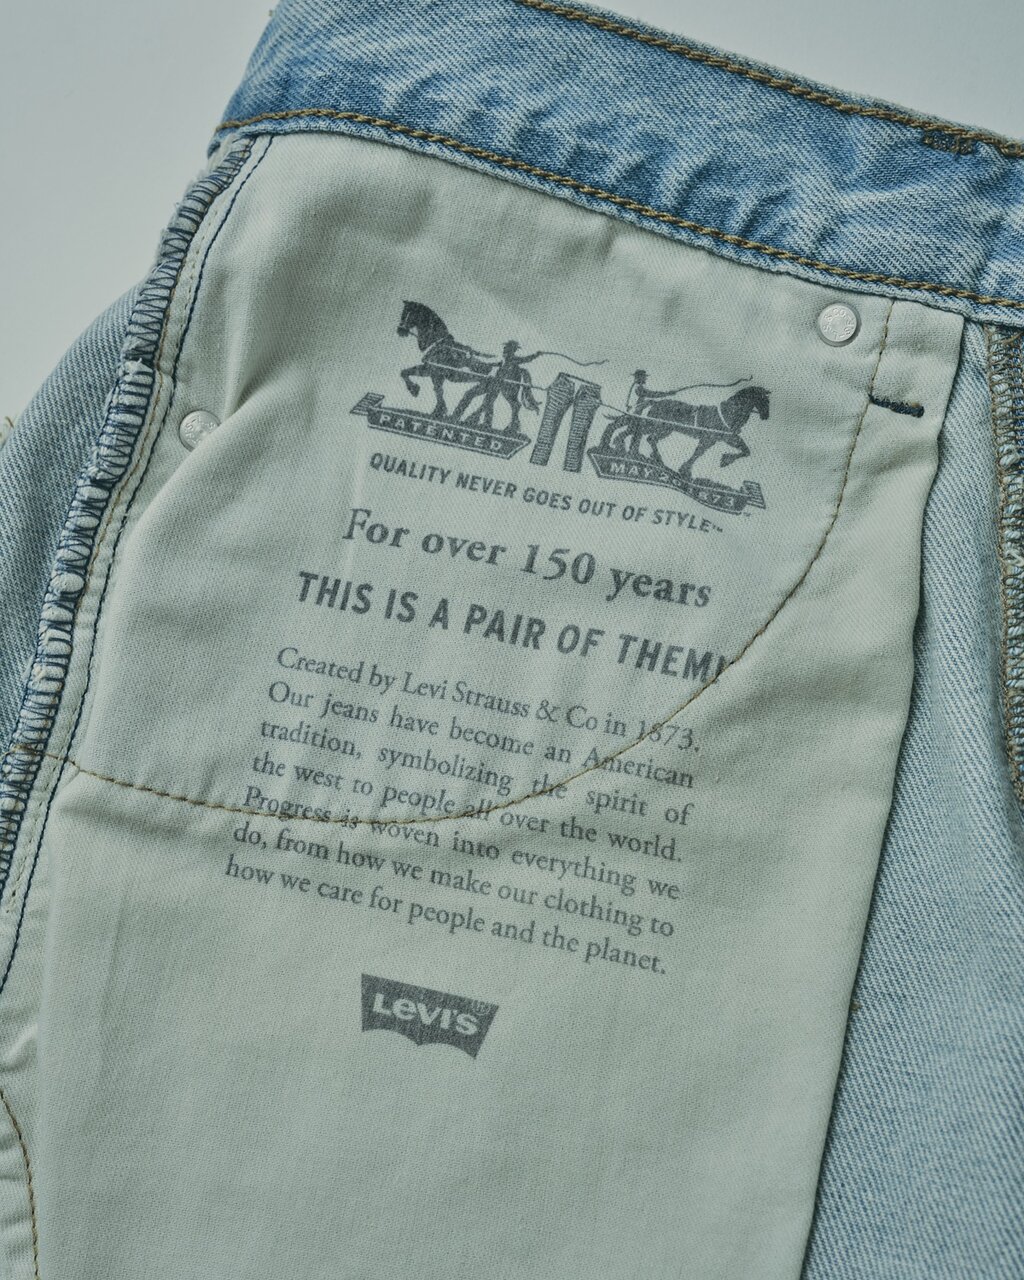 PATENTED
MAY 20 1873
QUALITY NEVER GOES OUT OF STYLE™
For over 150 years
THIS IS A PAIR OF THEM!
Created by Levi Strauss & Co in 1873.
Our jeans have become an American
tradition, symbolizing the spirit of
the west to people all over the world.
Progress is woven into everything we
do, from how we make our clothing to
how we care for people and the planet.
Levi's